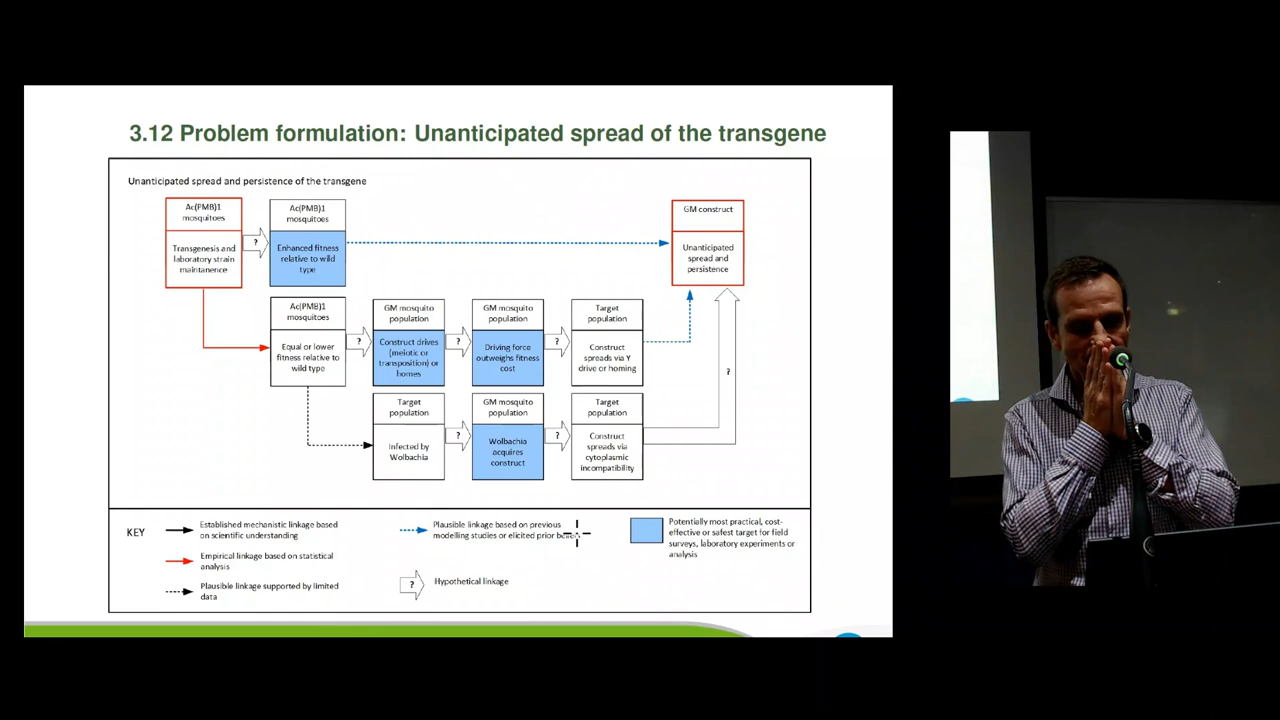 3.12 Problem formulation: Unanticipated spread of the transgene
Unanticipated spread and persistence of the transgene
Ac(PMB)1
mosquitoes
Transgenesis and
laboratory strain
maintanence
?
Ac(PMB)1
mosquitoes
Enhanced fitness
relative to wild
type
GM construct
Unanticipated
spread and
persistence
Ac(PMB)1
mosquitoes
Equal or lower
fitness relative to
wild type
?
GM mosquito
population
Construct drives
(meiotic or
transposition) or
homes
?
GM mosquito
population
Driving force
outweighs fitness
cost
?
Target
population
Construct
spreads via Y
drive or homing
?
Target
population
Infected by
Wolbachia
?
GM mosquito
population
Wolbachia
acquires
construct
?
Target
population
Construct
spreads via
cytoplasmic
incompatibility
KEY
Established mechanistic linkage based
on scientific understanding
Empirical linkage based on statistical
analysis
Plausible linkage supported by limited
data
Plausible linkage based on previous
modelling studies or elicited prior
?
Hypothetical linkage
Potentially most practical, cost-
effective or safest target for field
surveys, laboratory experiments or
analysis